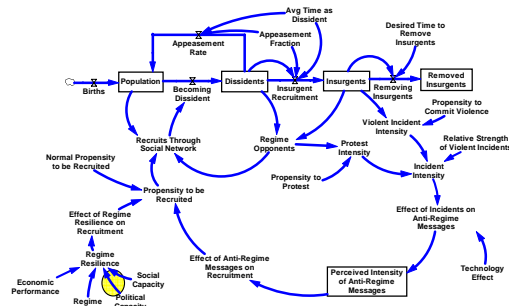 Avg Time as
Dissident
Desired Time to
Remove
Insurgents
Appeasement
Rate
Appeasement
Fraction
Births
Population
Becoming
Dissident
Dissidents
Insurgent
Recruitment
Insurgents
Removing
Insurgents
Removed
Insurgents
Propensity to
Commit Violence
Violent Incident
Intensity
Recruits Through
Social Network
Regime
Opponents
Protest
Intensity
Relative Strength
of Violent Incidents
Normal Propensity
to be Recruited
Incident
Intensity
Propensity to
Protest
Propensity to be
Recruited
Effect of Regime
Resilience on
Recruitment
Effect of Incidents on
Anti-Regime
Messages
Regime
Resilience
Economic
Performance
Social
Capacity
Effect of Anti-Regime
Messages on
Recruitment
Perceived Intensity
of Anti-Regime
Messages
Technology
Effect
Regime
Political
Capacity